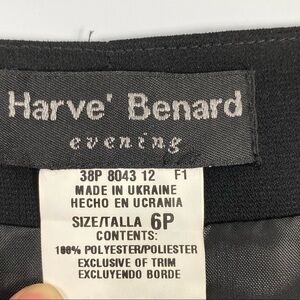 Harve' Benard
evening
38P 8043 12 F1
MADE IN UKRAINE
HECHO EN UCRANIA
SIZE/TALLA 6P
CONTENTS:
100% POLYESTER/POLIESTER
EXCLUSIVE OF TRIM
EXCLUYENDO BORDE